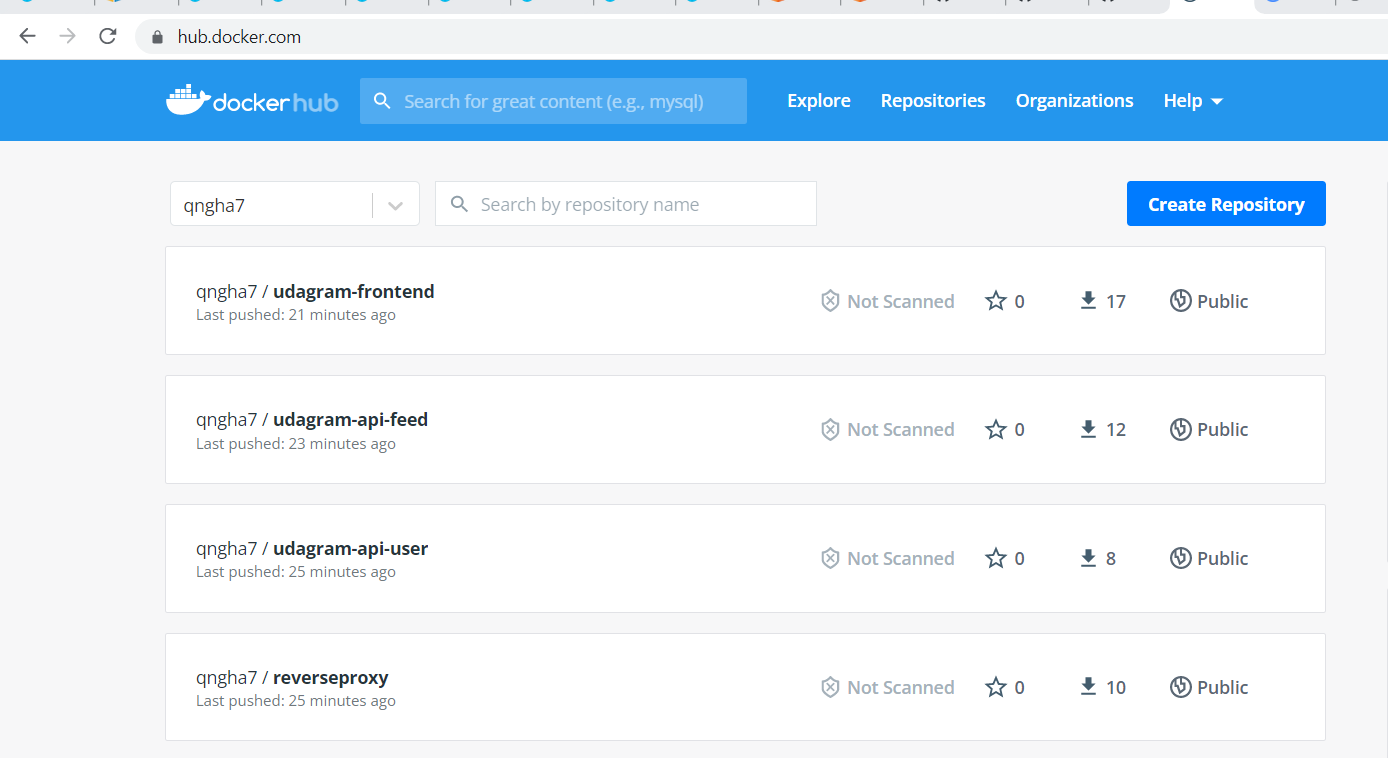 hub.docker.com
dockerhub
Search for great content (e.g., mysql)
Explore
Repositories
Organizations
Help
qngha7
Search by repository name
Create Repository
qngha7 / udagram-frontend
Last pushed: 21 minutes ago
Not Scanned
0
17
Public
qngha7 / udagram-api-feed
Last pushed: 23 minutes ago
Not Scanned
0
12
Public
qngha7 / udagram-api-user
Last pushed: 25 minutes ago
Not Scanned
0
8
Public
qngha7 / reverseproxy
Last pushed: 25 minutes ago
Not Scanned
0
10
Public